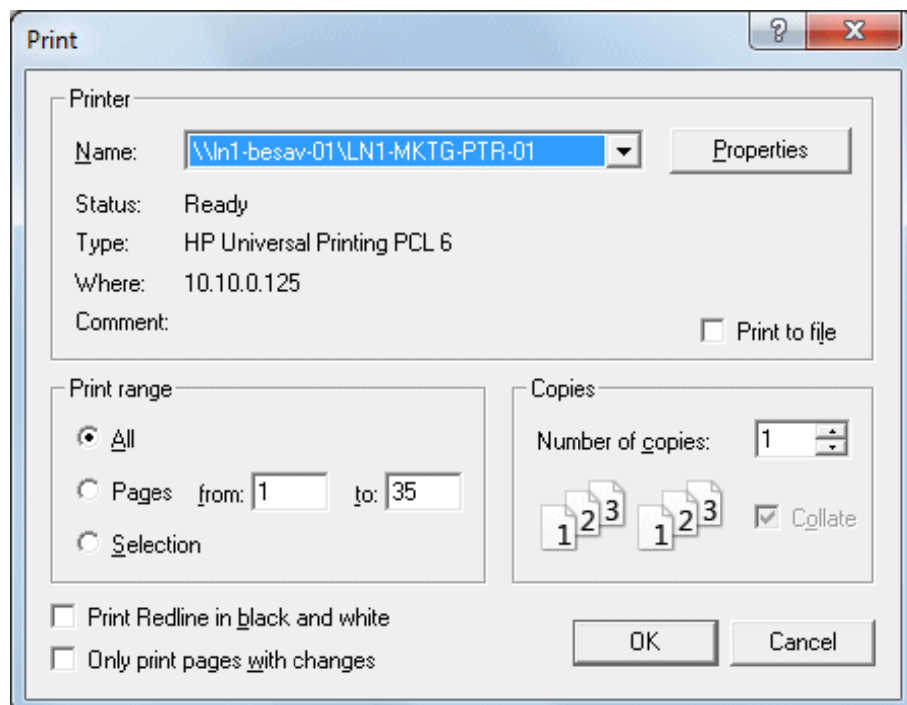 Print
Printer
Name: \\ln1-besav-01\LN1-MKTG-PTR-01 Properties
Status: Ready
Type: HP Universal Printing PCL 6
Where: 10.10.0.125
Comment:
Print to file
Print range
All
Pages from: 1 to: 35
Selection
Copies
Number of copies: 1
1 2 3 1 2 3 Collate
Print Redline in black and white
Only print pages with changes
OK Cancel